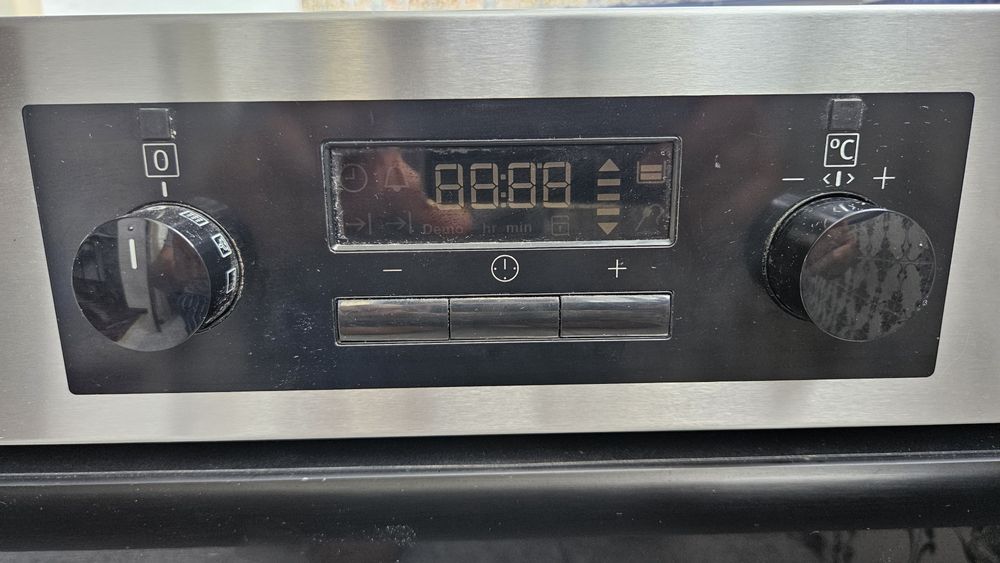 0
°C
88:88
Demo hr min
− +
− <I> +